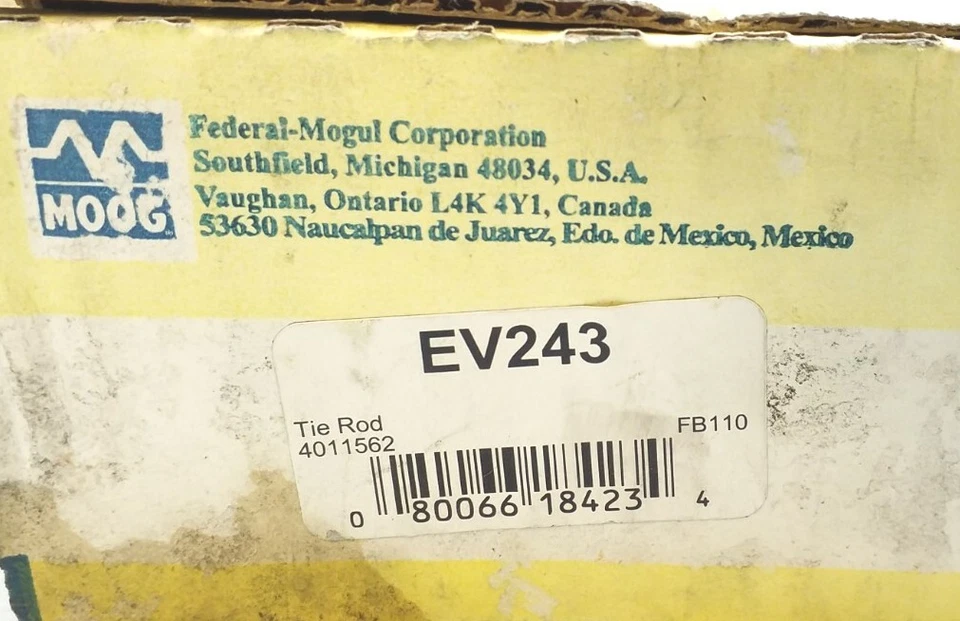 MOOG
Federal-Mogul Corporation
Southfield, Michigan 48034, U.S.A.
Vaughan, Ontario L4K 4Y1, Canada
53630 Naucalpan de Juarez, Edo. de Mexico, Mexico
EV243
Tie Rod
FB110
4011562
0 80066 18423 4